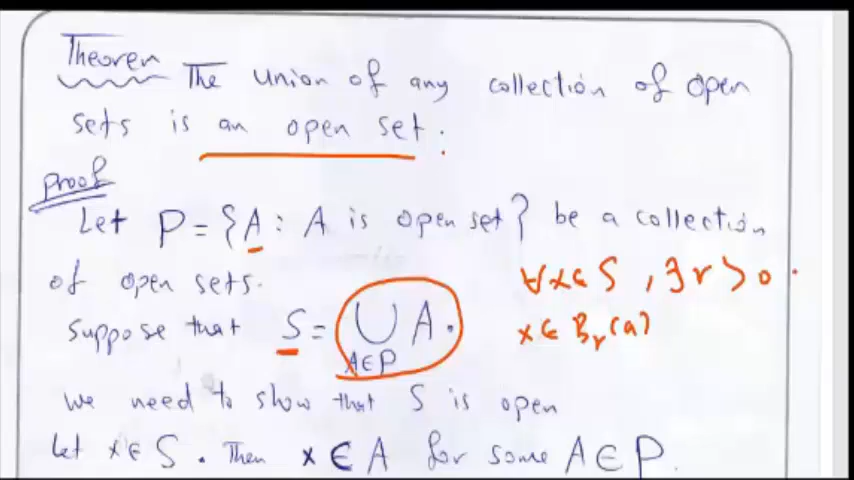 Theorem The union of any collection of open
sets is an open set.
Proof
Let P = {A : A is open set} be a collection
of open sets.
∀x∈S, ∃r>0.
suppose that S = ⋃ A.
A∈P
x∈ B_r(a)
we need to show that S is open
Let x∈S. Then x∈A for some A∈P.